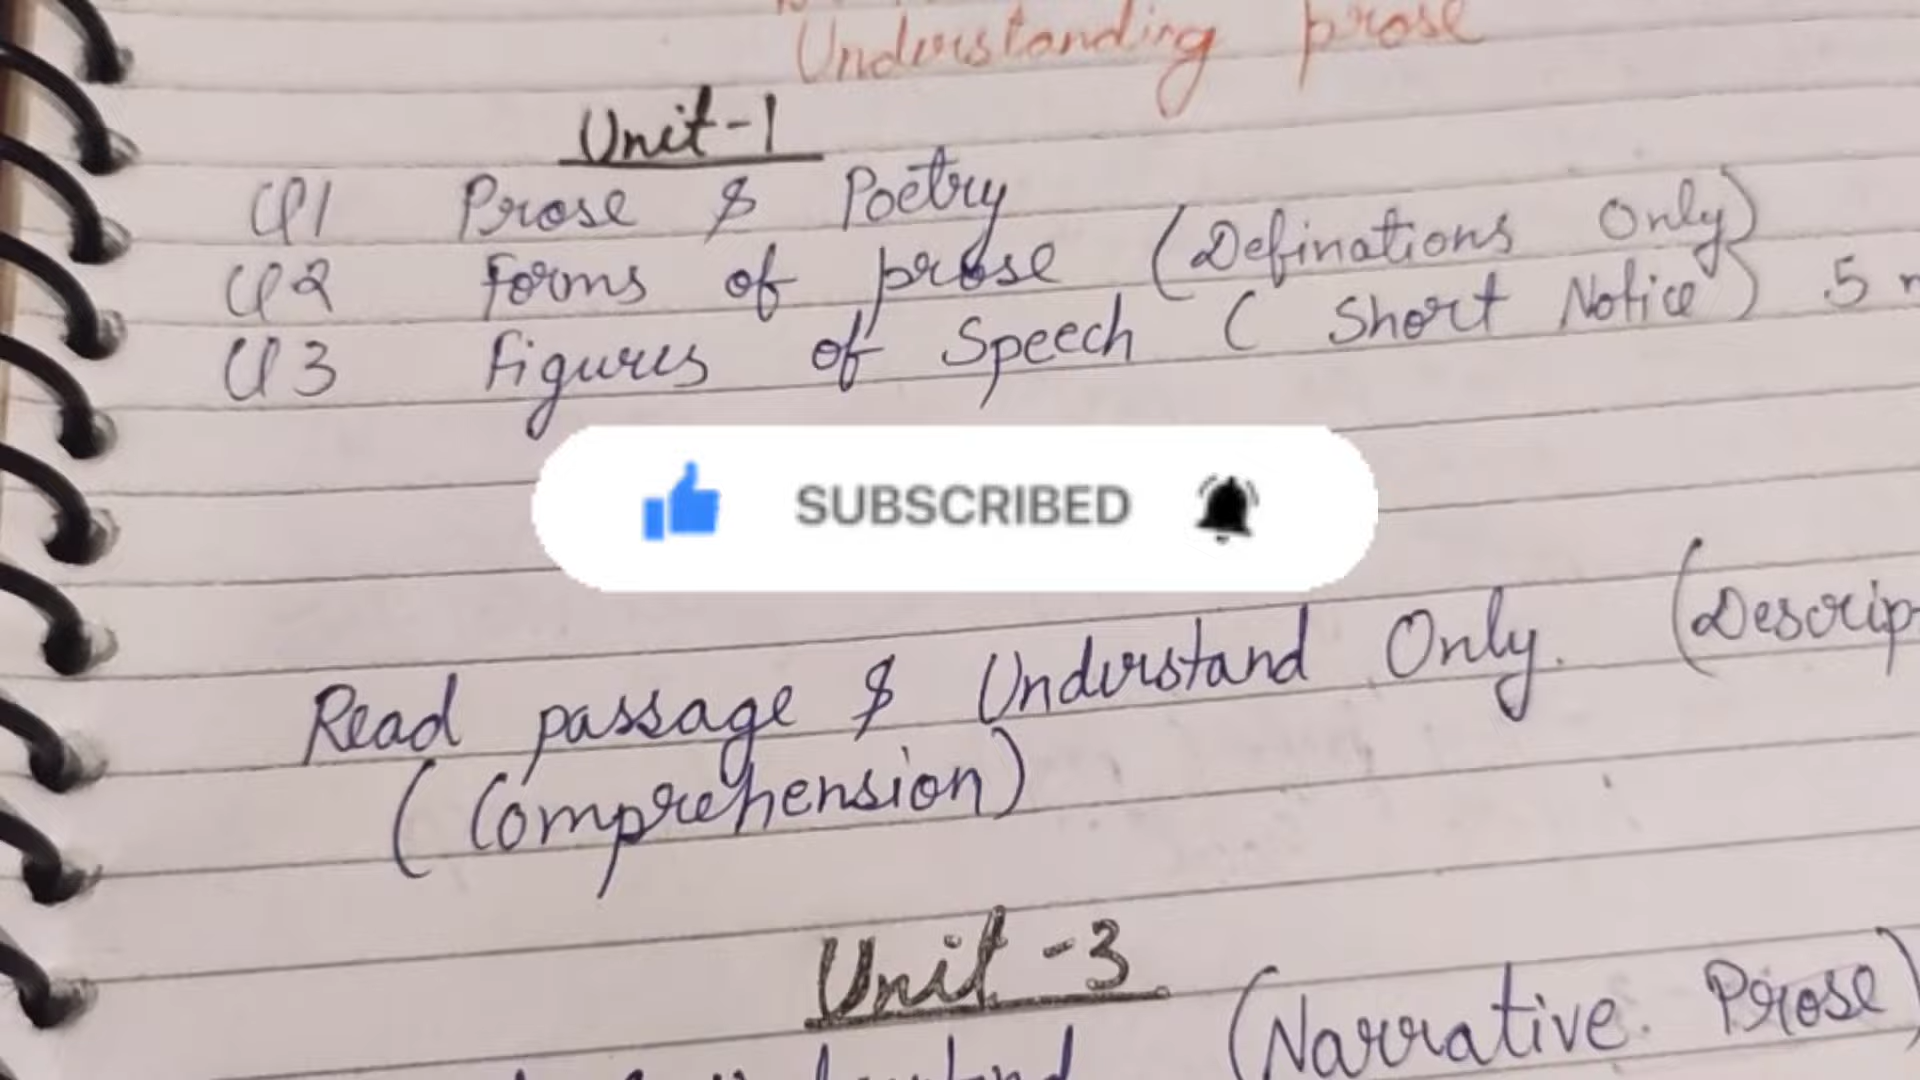 Understanding prose
Unit-1
Q1 Prose & Poetry
Q2 Forms of prose (Definations Only)
Q3 Figures of Speech ( Short Notice ) 5
SUBSCRIBED
Read passage & Understand Only. (Descrip
( Comprehension)
Unit -3
(Narrative. Prose)